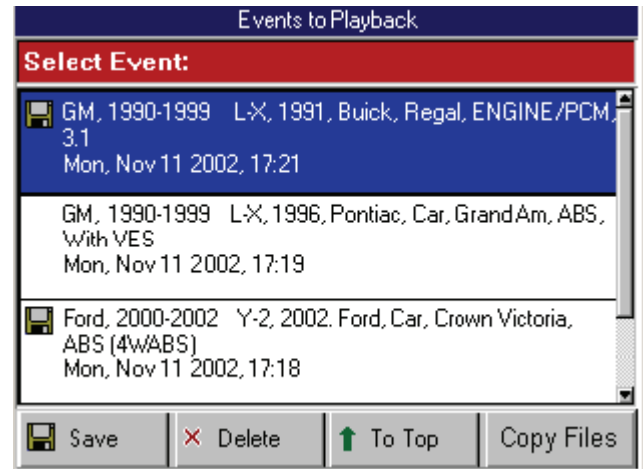 Events to Playback
Select Event:
GM, 1990-1999 L-X, 1991, Buick, Regal, ENGINE/PCM,
3.1
Mon, Nov 11 2002, 17:21
GM, 1990-1999 L-X, 1996, Pontiac, Car, Grand Am, ABS,
With VES
Mon, Nov 11 2002, 17:19
Ford, 2000-2002 Y-2, 2002. Ford, Car, Crown Victoria,
ABS (4WABS)
Mon, Nov 11 2002, 17:18
Save Delete To Top Copy Files